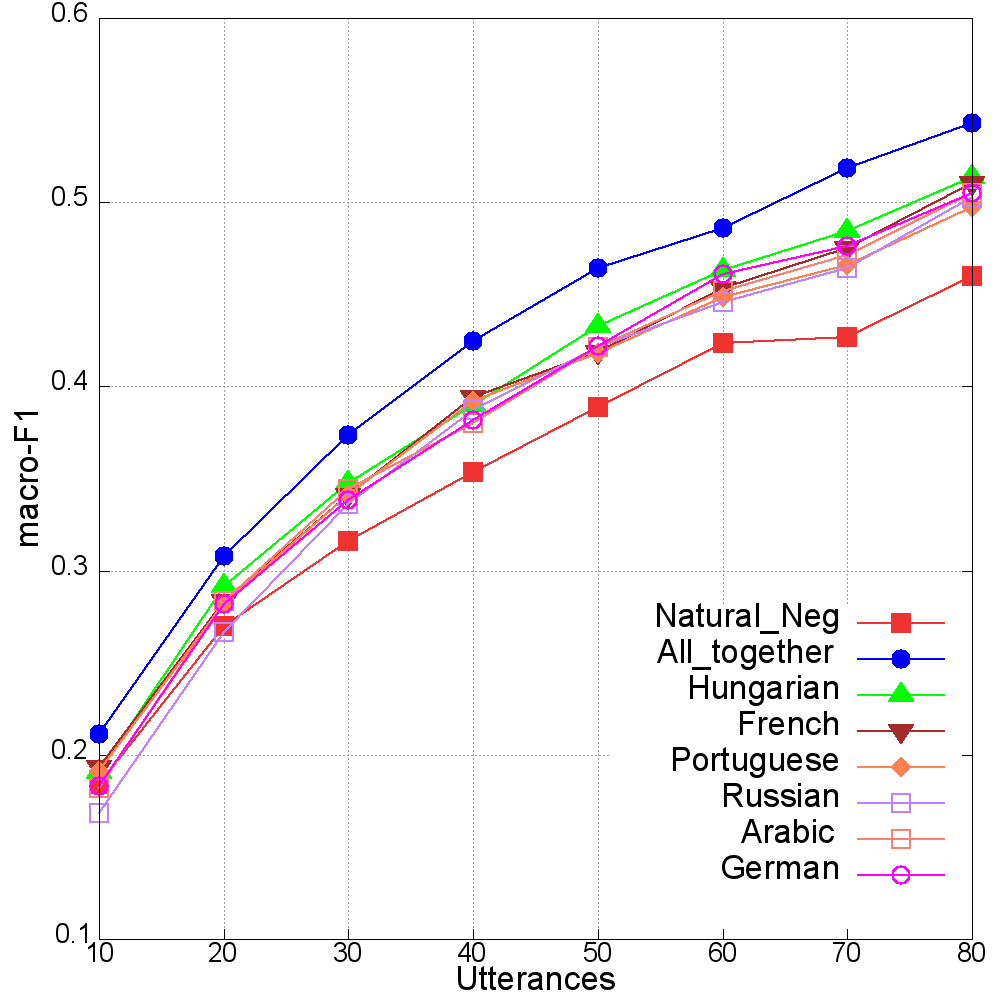 0.6
0.5
0.4
0.3
0.2
0.1
macro-F1
Natural_Neg
All_together
Hungarian
French
Portuguese
Russian
Arabic
German
10 20 30 40 50 60 70 80
Utterances